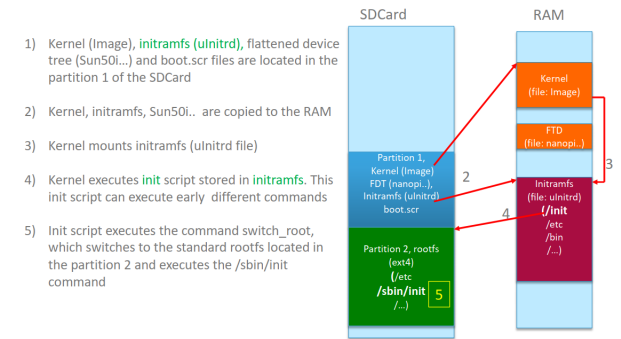 SDCard
RAM
1) Kernel (Image), initramfs (uInitrd), flattened device
tree (Sun50i...) and boot.scr files are located in the
partition 1 of the SDCard
2) Kernel, initramfs, Sun50i.. are copied to the RAM
3) Kernel mounts initramfs (uInitrd file)
4) Kernel executes init script stored in initramfs. This
init script can execute early different commands
5) Init script executes the command switch_root,
which switches to the standard rootfs located in
the partition 2 and executes the /sbin/init
command
Partition 1,
Kernel (Image)
FDT (nanopi..),
Initramfs (uInitrd)
boot.scr
Partition 2, rootfs
(ext4)
(/etc
/sbin/init
/...)
5
2
4
3
Kernel
(file: Image)
FTD
(file: nanopi..)
Initramfs
(file: uInitrd)
(/init
/etc
/bin
/...)